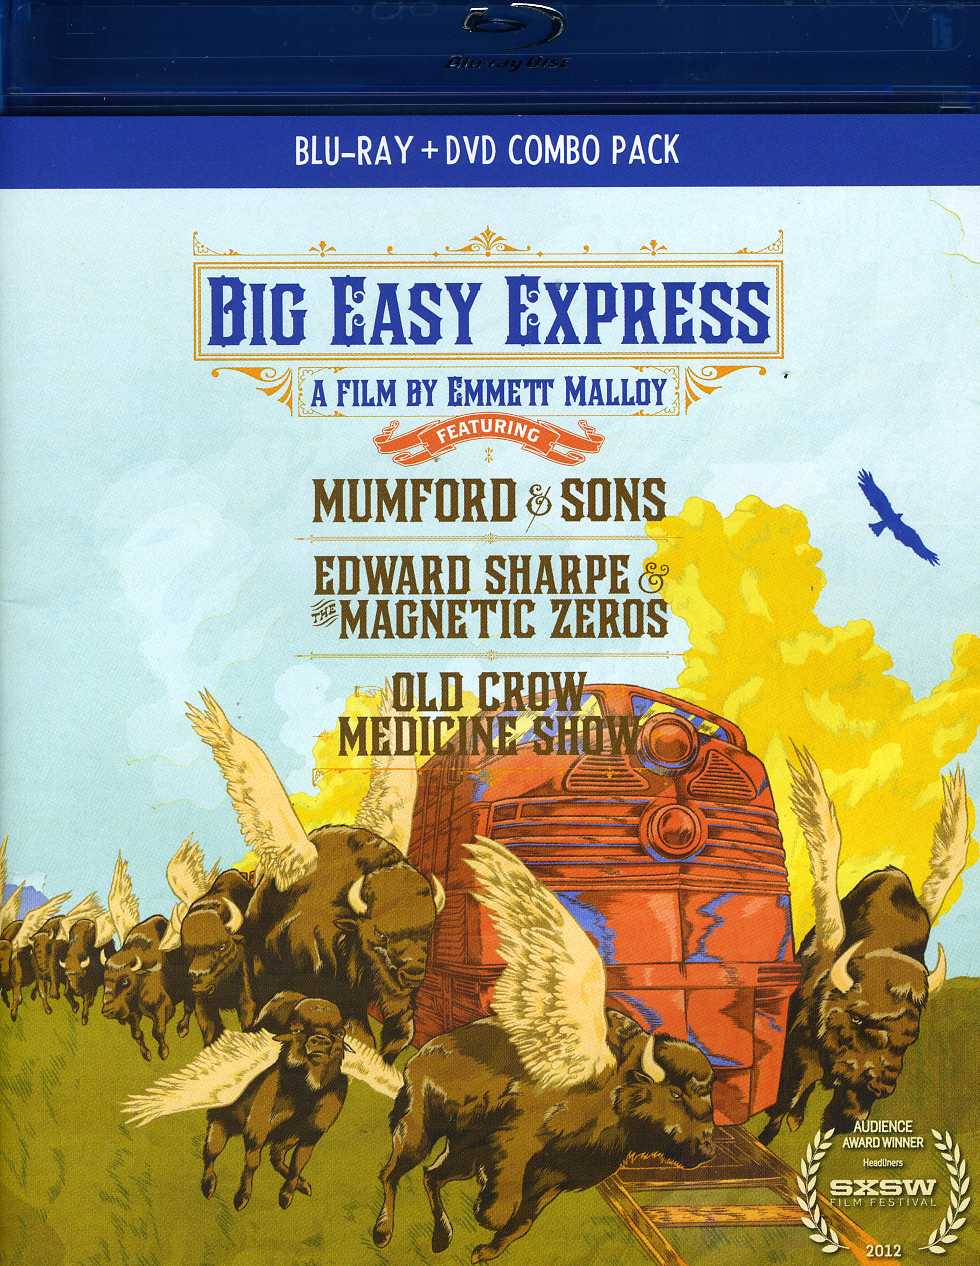 Blu-ray Disc
BLU-RAY + DVD COMBO PACK
BIG EASY EXPRESS
A FILM BY EMMETT MALLOY
FEATURING
MUMFORD & SONS
EDWARD SHARPE &
THE MAGNETIC ZEROS
OLD CROW
MEDICINE SHOW
AUDIENCE
AWARD WINNER
Headliners
SXSW
FILM FESTIVAL
2012